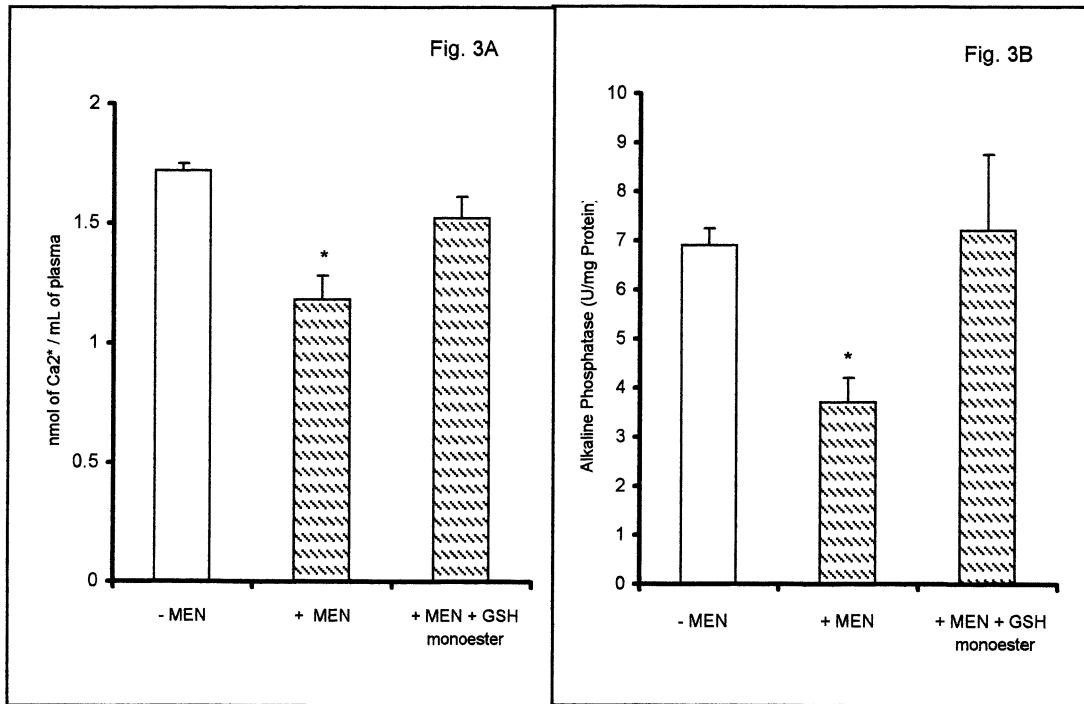 Fig. 3A
2
1.5
1
0.5
0
nmol of Ca2* / mL of plasma
*
- MEN
+ MEN
+ MEN + GSH
monoester
Fig. 3B
10
9
8
7
6
5
4
3
2
1
0
Alkaline Phosphatase (U/mg Protein)
*
- MEN
+ MEN
+ MEN + GSH
monoester